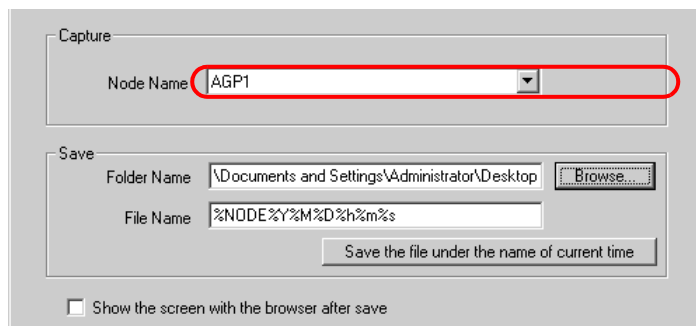 Capture
Node Name AGP1
Save
Folder Name \Documents and Settings\Administrator\Desktop Browse...
File Name %NODE%Y%M%D%h%m%s
Save the file under the name of current time
Show the screen with the browser after save